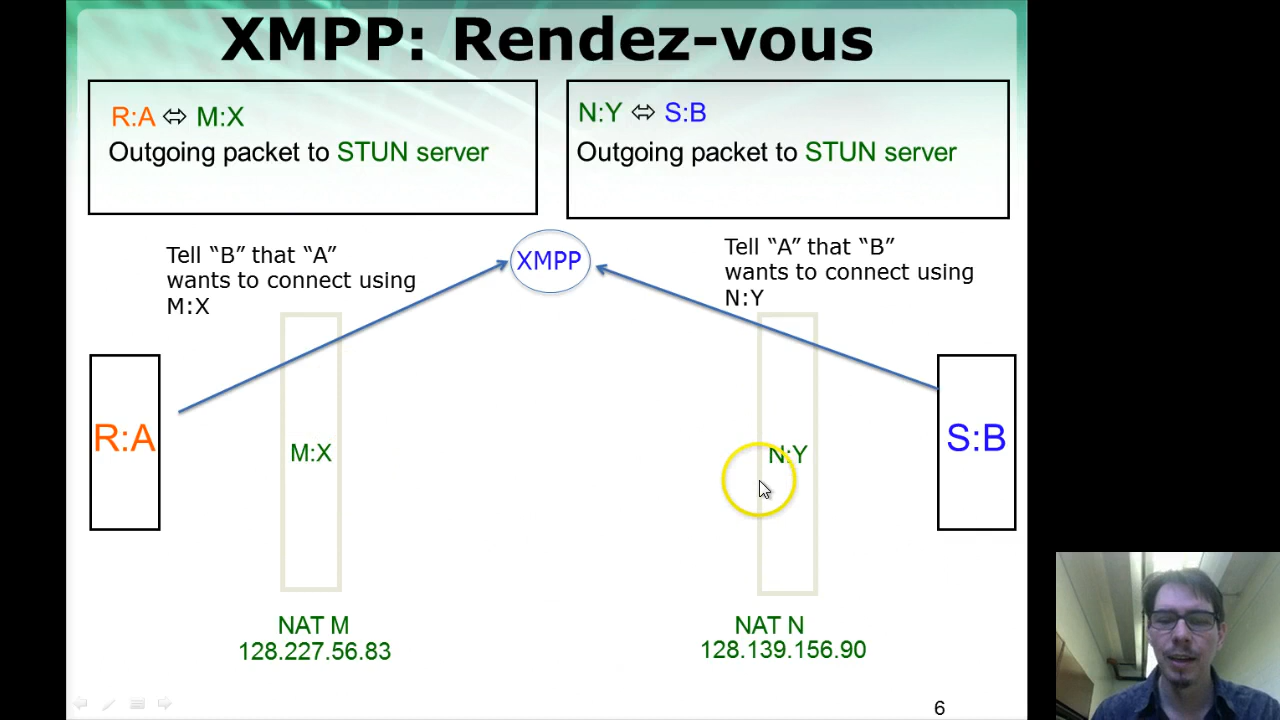 XMPP: Rendez-vous
R:A ⇔ M:X
Outgoing packet to STUN server
N:Y ⇔ S:B
Outgoing packet to STUN server
Tell “B” that “A”
wants to connect using
M:X
XMPP
Tell “A” that “B”
wants to connect using
N:Y
R:A
M:X
N:Y
S:B
NAT M
128.227.56.83
NAT N
128.139.156.90
6